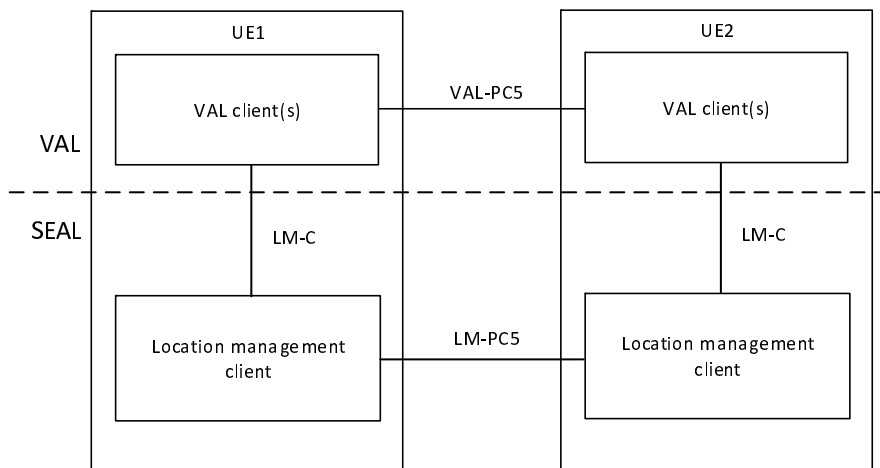 UE1
UE2
VAL client(s)
VAL-PC5
VAL client(s)
VAL
SEAL
LM-C
LM-C
Location management
client
LM-PC5
Location management
client